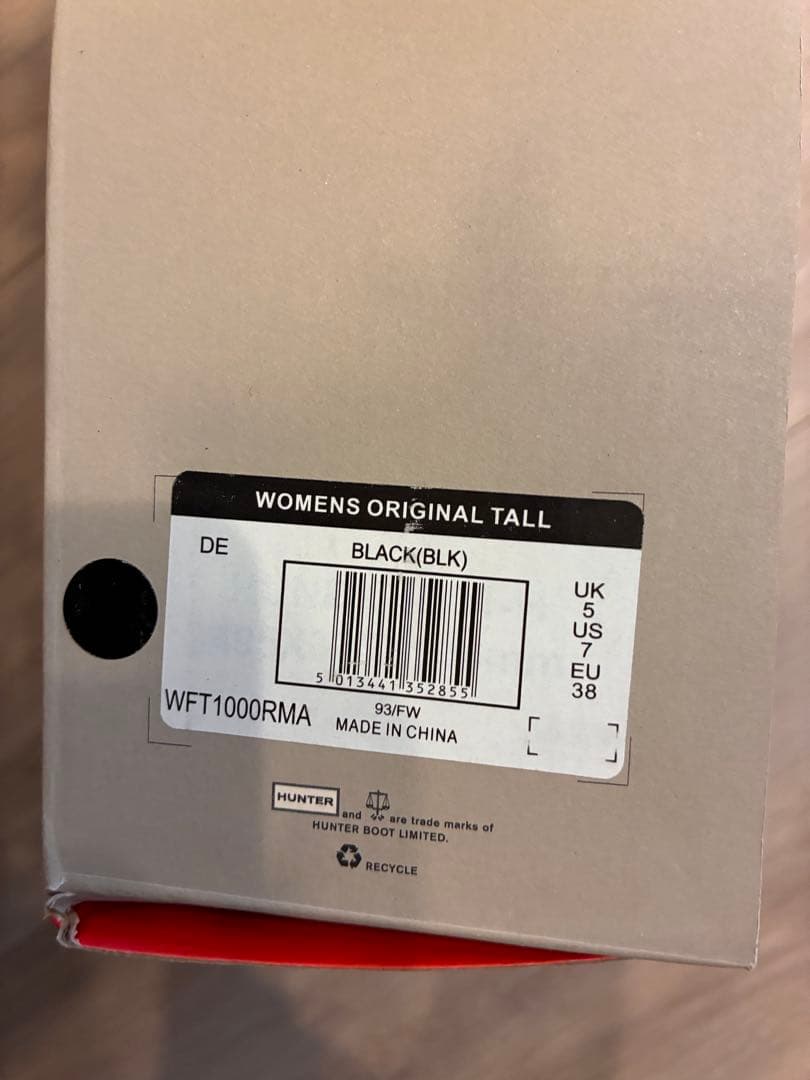 WOMENS ORIGINAL TALL
DE
BLACK(BLK)
UK
5
US
7
EU
38
5 013441 352855
WFT1000RMA
93/FW
MADE IN CHINA
HUNTER and are trade marks of
HUNTER BOOT LIMITED.
RECYCLE